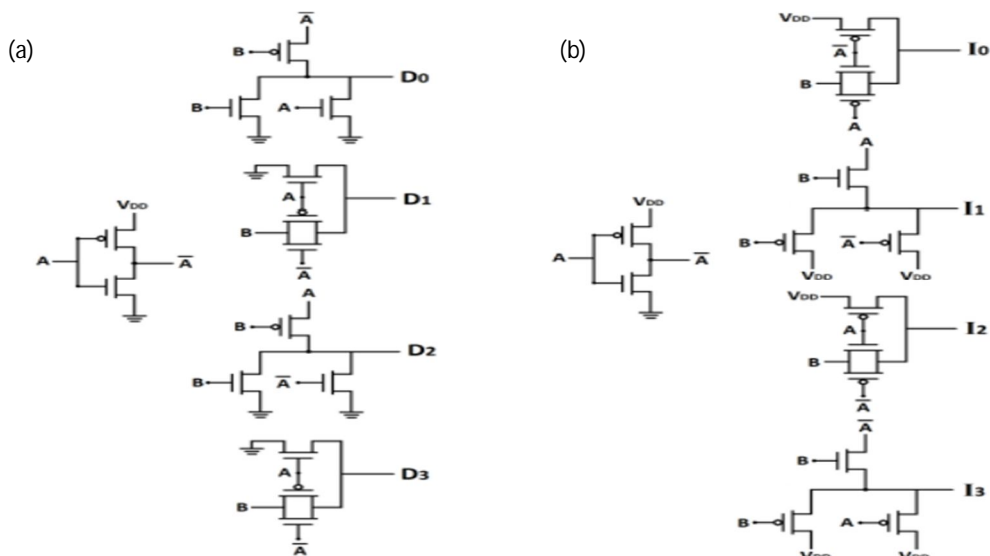 (a)
A̅
B
D0
B A
A D1
B
A̅
VDD
A A̅
A
B
D2
B A̅
A D3
B
A̅
(b)
VDD
A̅ I0
B
A
A
B
I1
B A̅
VDD VDD
VDD
A A̅
VDD
A I2
B
A̅
A̅
B
I3
B A
VDD VDD